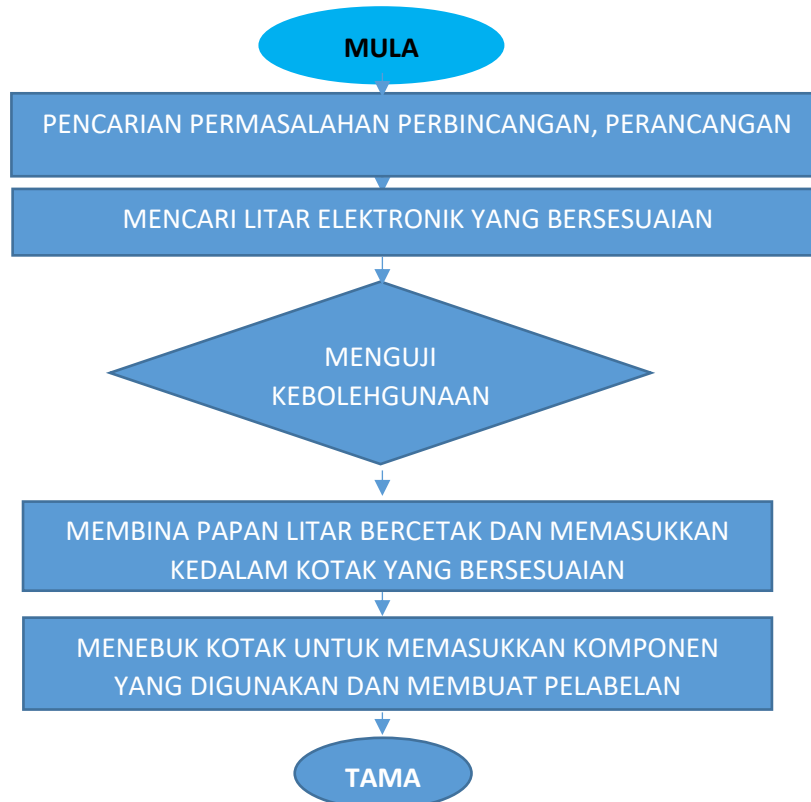 MULA
PENCARIAN PERMASALAHAN PERBINCANGAN, PERANCANGAN
MENCARI LITAR ELEKTRONIK YANG BERSESUAIAN
MENGUJI
KEBOLEHGUNAAN
MEMBINA PAPAN LITAR BERCETAK DAN MEMASUKKAN
KEDALAM KOTAK YANG BERSESUAIAN
MENEBUK KOTAK UNTUK MEMASUKKAN KOMPONEN
YANG DIGUNAKAN DAN MEMBUAT PELABELAN
TAMA